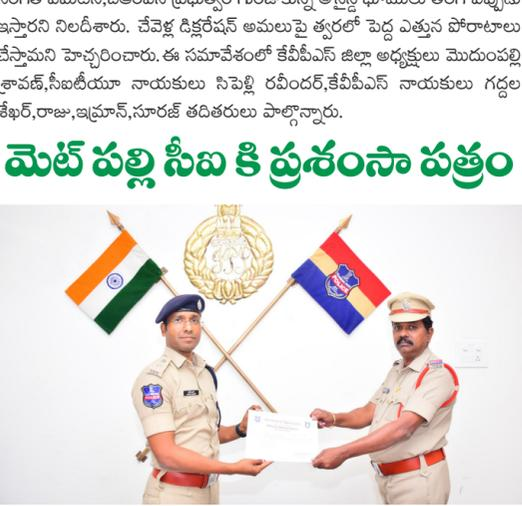 ఇస్తారని నిలదీశారు. చేవెళ్ల డిక్లరేషన్ అమలుపై త్వరలో పెద్ద ఎత్తున పోరాటాలు
చేస్తామని హెచ్చరించారు.ఈ సమావేశంలో కేవీపీఎస్ జిల్లా అధ్యక్షులు మొదుంపల్లి
శ్రావణ్,సీఐటీయూ నాయకులు సిపెళ్లి రవీందర్,కేవీపీఎస్ నాయకులు గద్దల
శేఖర్,రాజు,ఇమ్రాన్,సూరజ్ తదితరులు పాల్గొన్నారు.
మెట్ పల్లి సీఐ కి ప్రశంసా పత్రం
POLICE